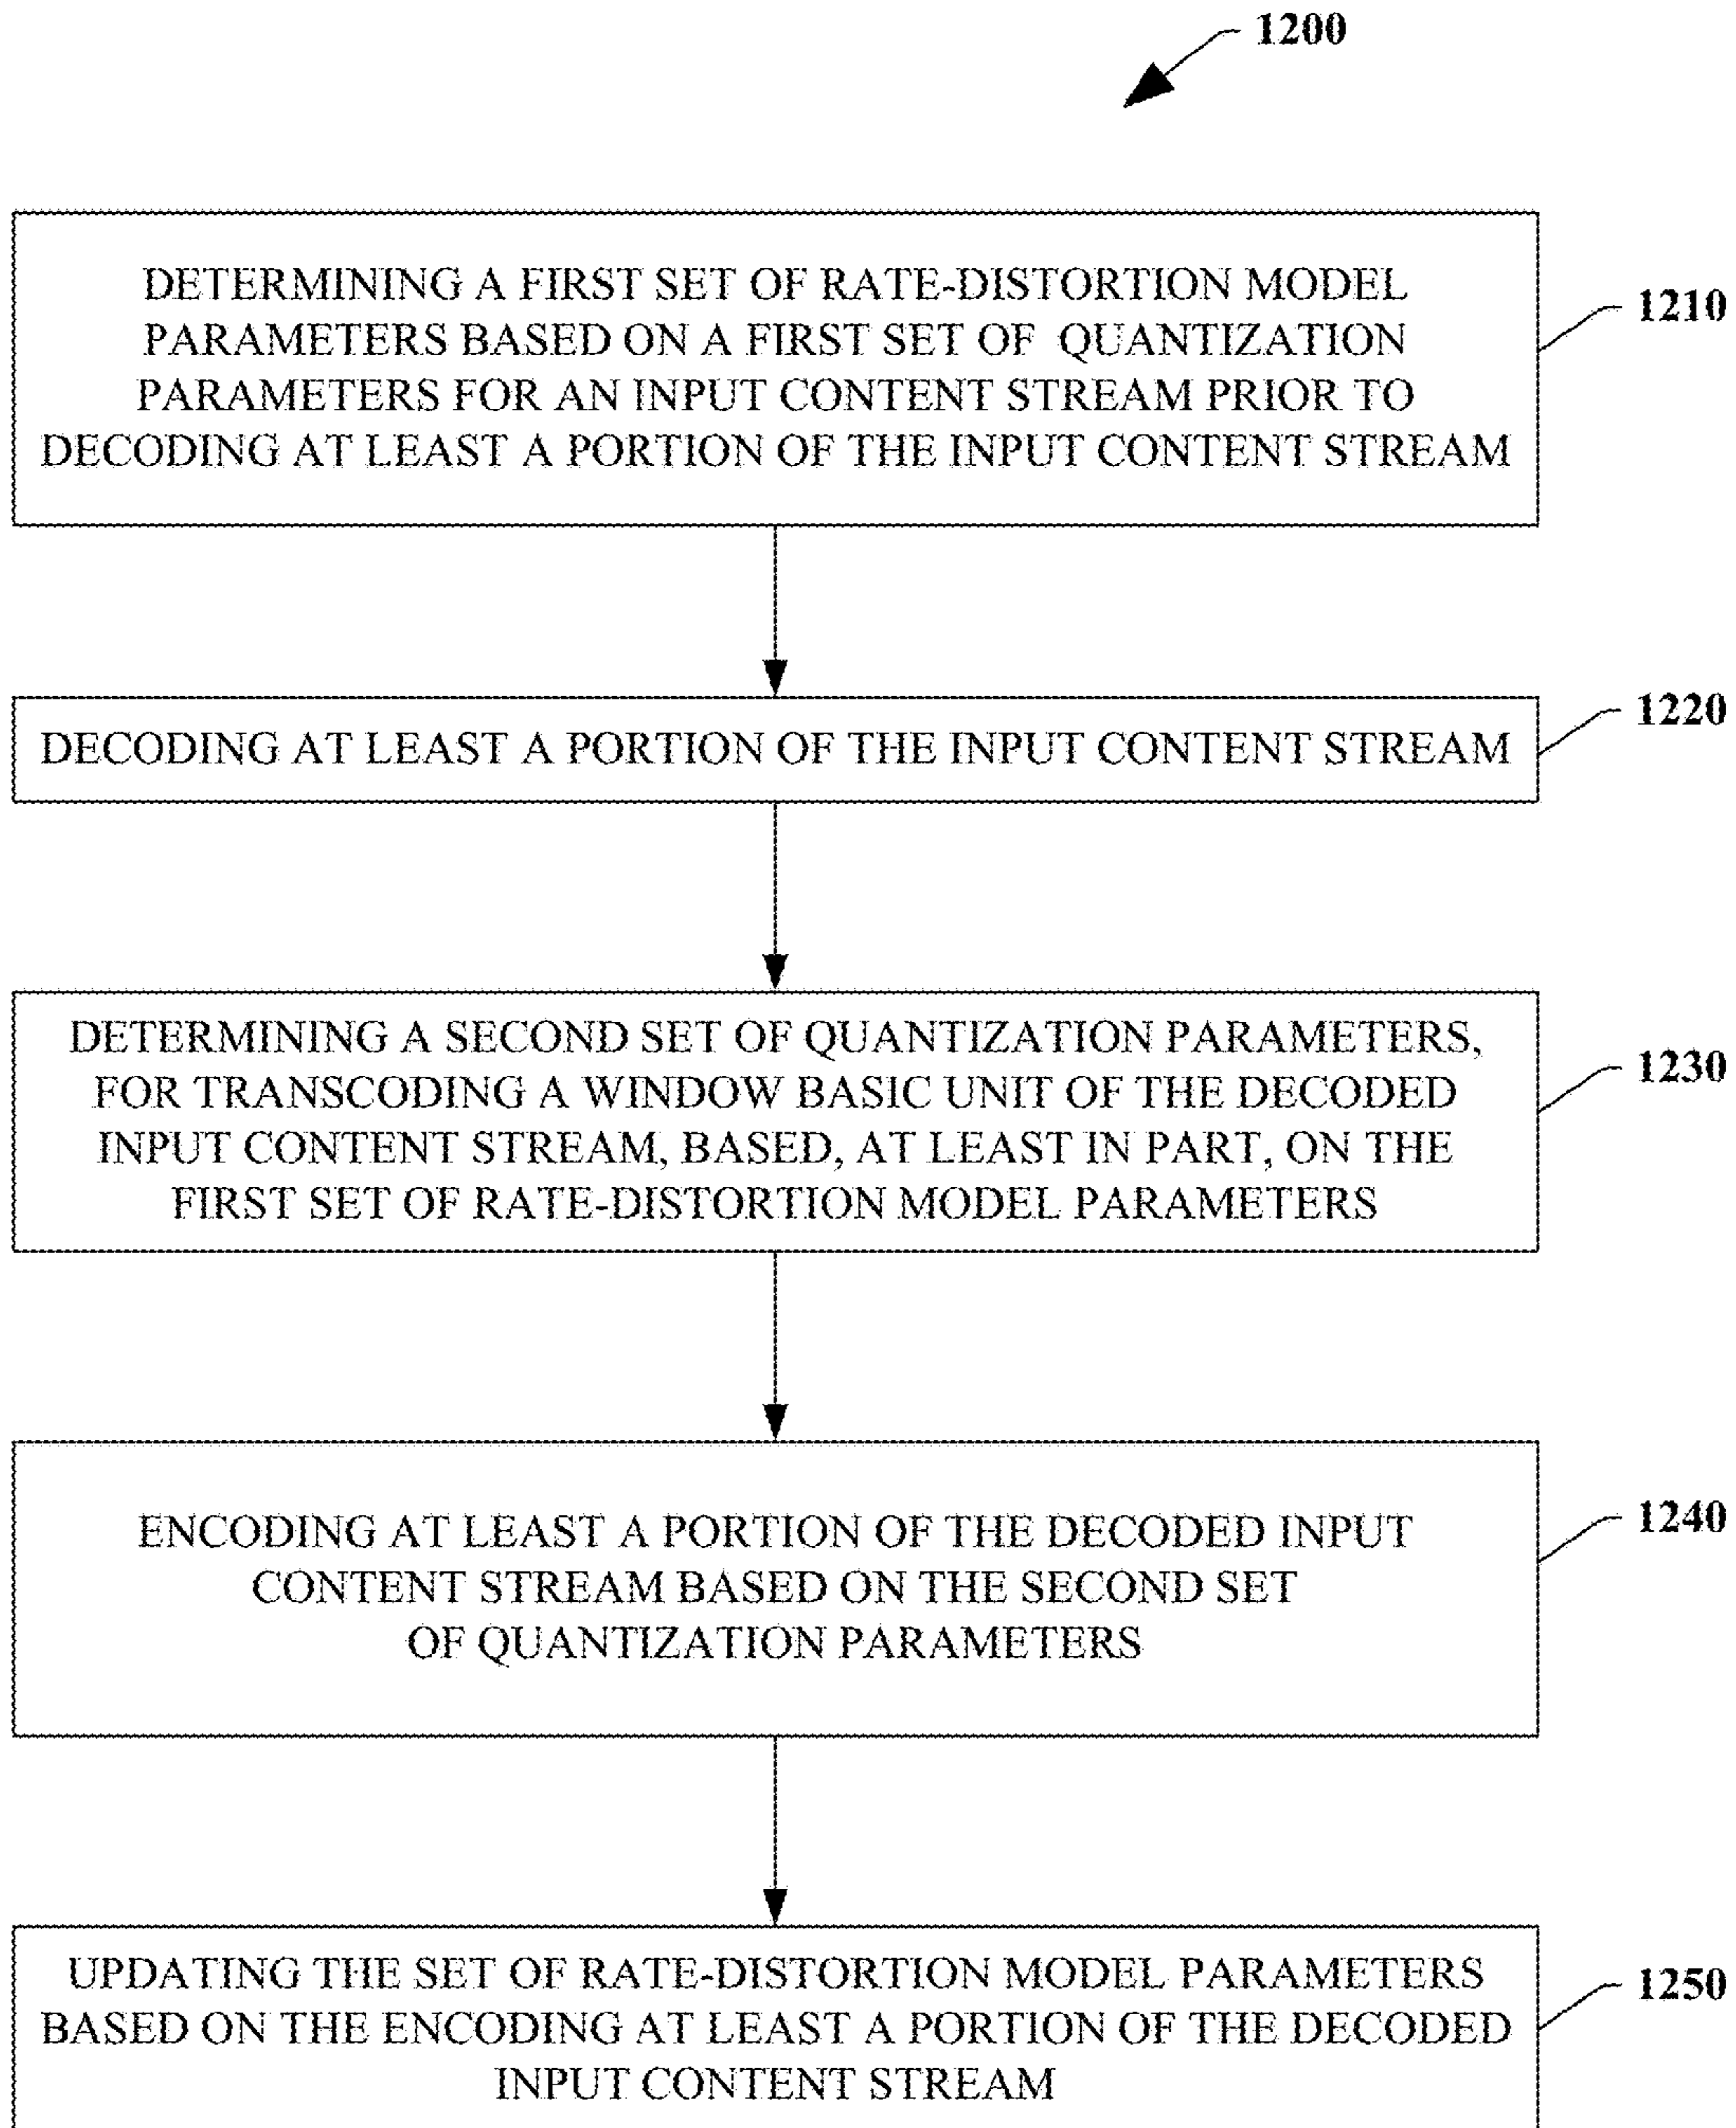 1200
DETERMINING A FIRST SET OF RATE-DISTORTION MODEL
PARAMETERS BASED ON A FIRST SET OF QUANTIZATION
PARAMETERS FOR AN INPUT CONTENT STREAM PRIOR TO
DECODING AT LEAST A PORTION OF THE INPUT CONTENT STREAM
1210
DECODING AT LEAST A PORTION OF THE INPUT CONTENT STREAM
1220
DETERMINING A SECOND SET OF QUANTIZATION PARAMETERS,
FOR TRANSCODING A WINDOW BASIC UNIT OF THE DECODED
INPUT CONTENT STREAM, BASED, AT LEAST IN PART, ON THE
FIRST SET OF RATE-DISTORTION MODEL PARAMETERS
1230
ENCODING AT LEAST A PORTION OF THE DECODED INPUT
CONTENT STREAM BASED ON THE SECOND SET
OF QUANTIZATION PARAMETERS
1240
UPDATING THE SET OF RATE-DISTORTION MODEL PARAMETERS
BASED ON THE ENCODING AT LEAST A PORTION OF THE DECODED
INPUT CONTENT STREAM
1250